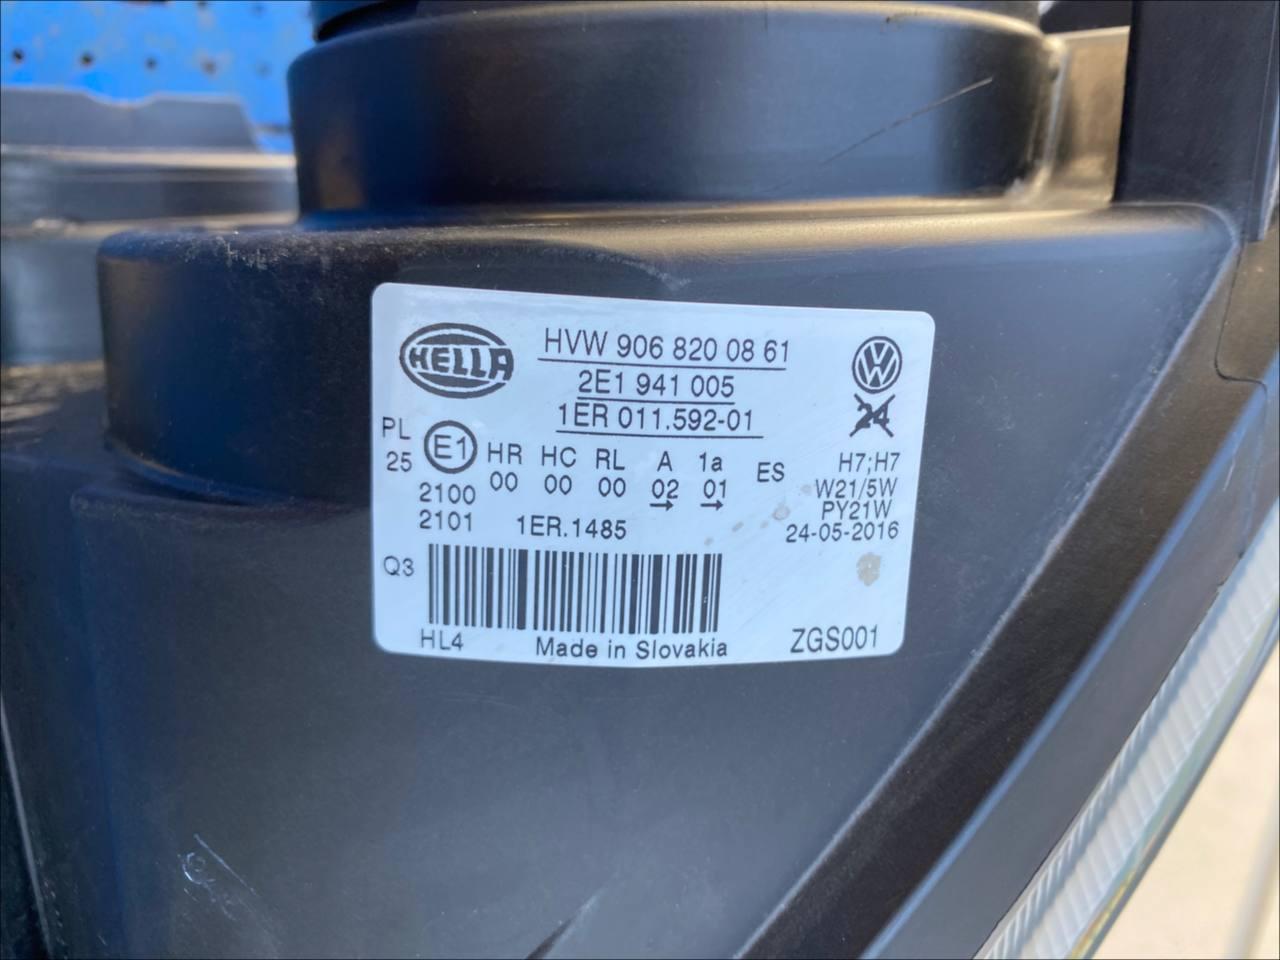 HELLA
HVW 906 820 08 61
2E1 941 005
1ER 011.592-01
24
PL
25
E1
HR HC RL A 1a
00 00 00 02 01
ES
H7;H7
W21/5W
PY21W
24-05-2016
2100
2101
1ER.1485
Q3
HL4
Made in Slovakia
ZGS001